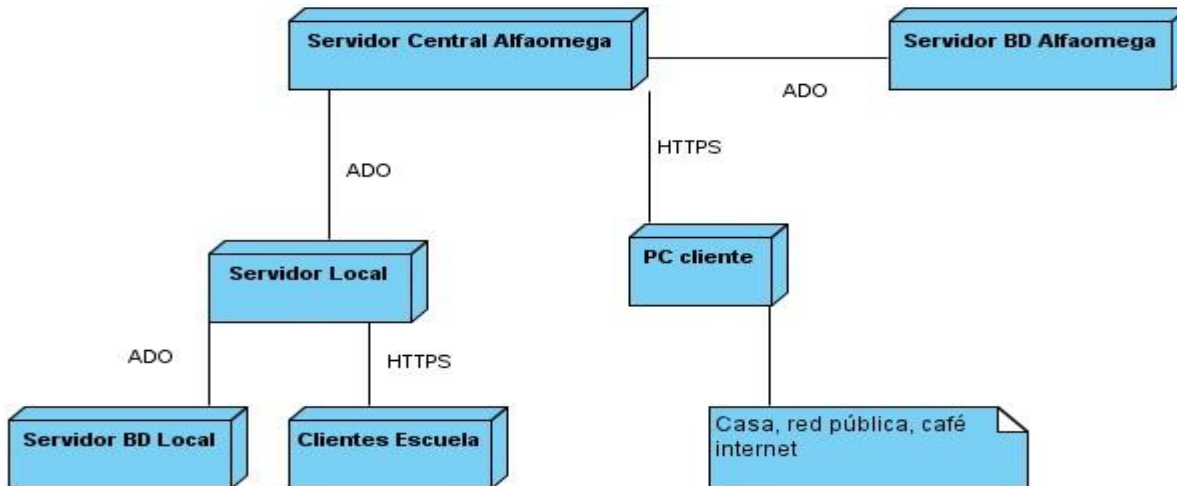 Servidor Central Alfaomega
Servidor BD Alfaomega
ADO
HTTPS
ADO
PC cliente
Servidor Local
ADO
HTTPS
Servidor BD Local
Clientes Escuela
Casa, red pública, café
internet